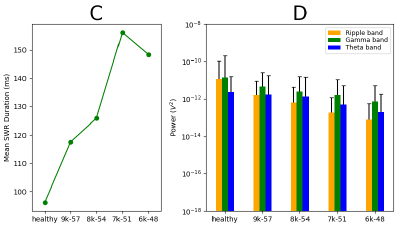 C
Mean SWR Duration (ms)
150
140
130
120
110
100
healthy 9k-57 8k-54 7k-51 6k-48
D
Power (V²)
10⁻⁸
10⁻¹⁰
10⁻¹²
10⁻¹⁴
10⁻¹⁶
10⁻¹⁸
Ripple band
Gamma band
Theta band
healthy 9k-57 8k-54 7k-51 6k-48